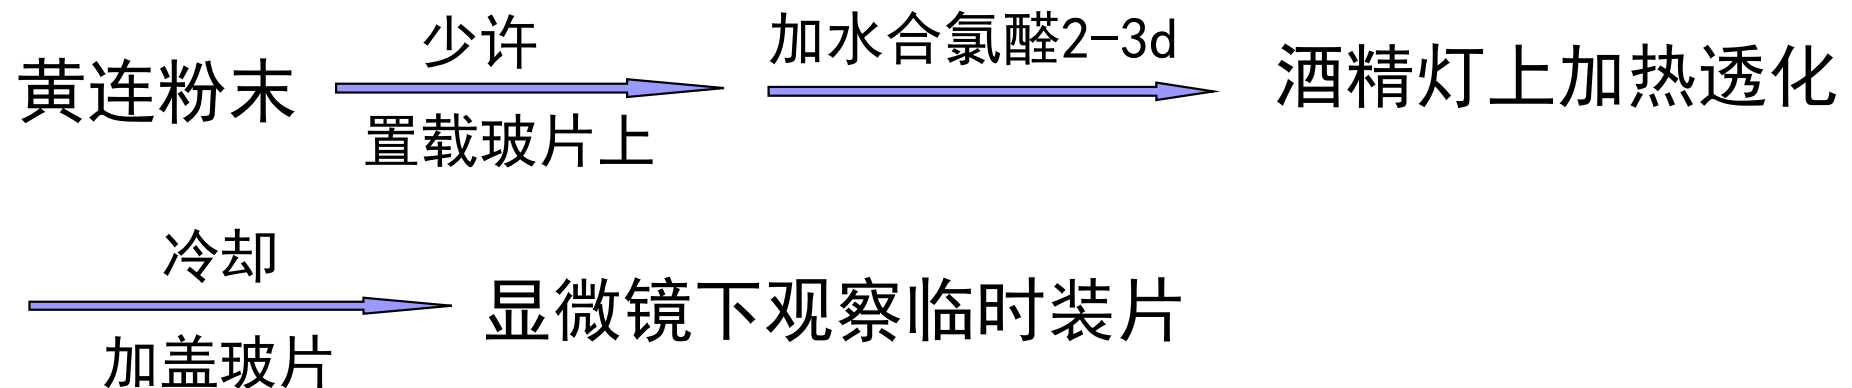 黄连粉末
少许
置载玻片上
加水合氯醛2-3d
酒精灯上加热透化
冷却
加盖玻片
显微镜下观察临时装片